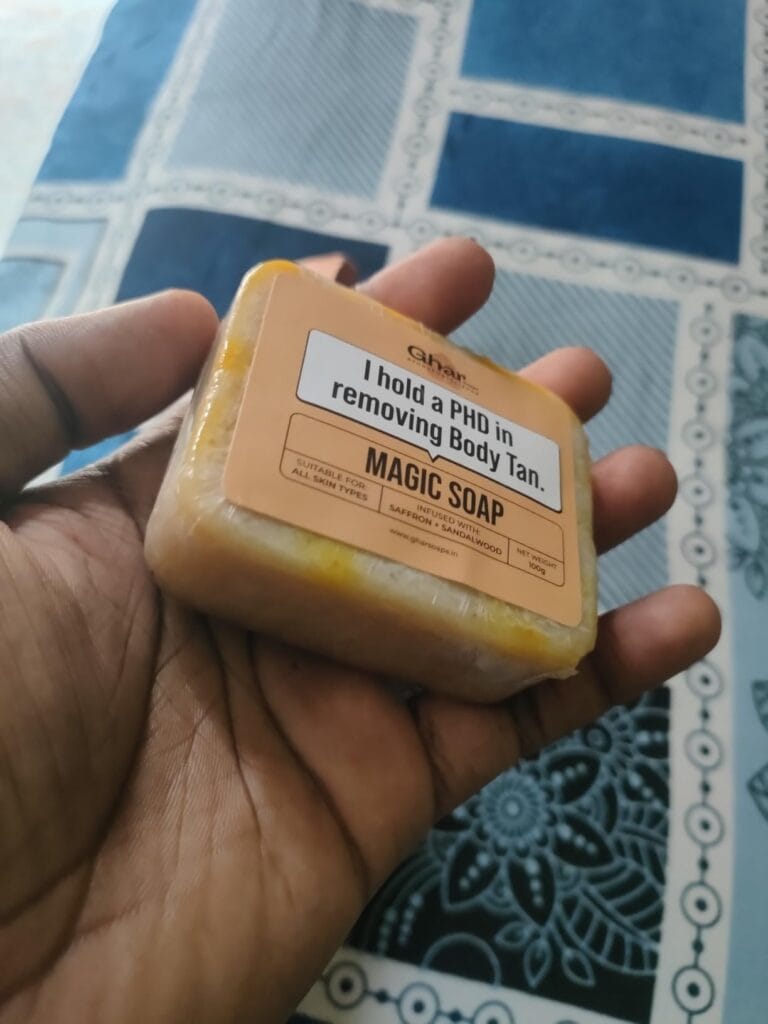 Ghar
I hold a PHD in
removing Body Tan.
MAGIC SOAP
SUITABLE FOR:
ALL SKIN TYPES
INFUSED WITH:
SAFFRON + SANDALWOOD
NET WEIGHT
100g
www.gharsoaps.in